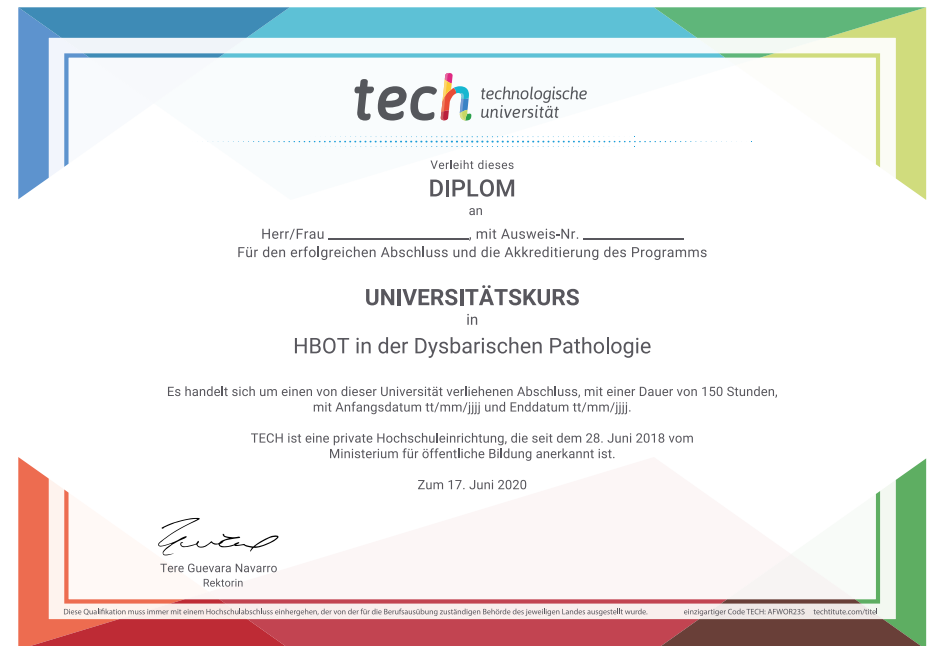 tech technologische
universität
Verleiht dieses
DIPLOM
an
Herr/Frau ____________________, mit Ausweis-Nr. ______________
Für den erfolgreichen Abschluss und die Akkreditierung des Programms
UNIVERSITÄTSKURS
in
HBOT in der Dysbarischen Pathologie
Es handelt sich um einen von dieser Universität verliehenen Abschluss, mit einer Dauer von 150 Stunden,
mit Anfangsdatum tt/mm/jjjj und Enddatum tt/mm/jjjj.
TECH ist eine private Hochschuleinrichtung, die seit dem 28. Juni 2018 vom
Ministerium für öffentliche Bildung anerkannt ist.
Zum 17. Juni 2020
Tere Guevara Navarro
Rektorin
Diese Qualifikation muss immer mit einem Hochschulabschluss einhergehen, der von der für die Berufsausübung zuständigen Behörde des jeweiligen Landes ausgestellt wurde. einzigartiger Code TECH: AFWOR23S techtitute.com/titel